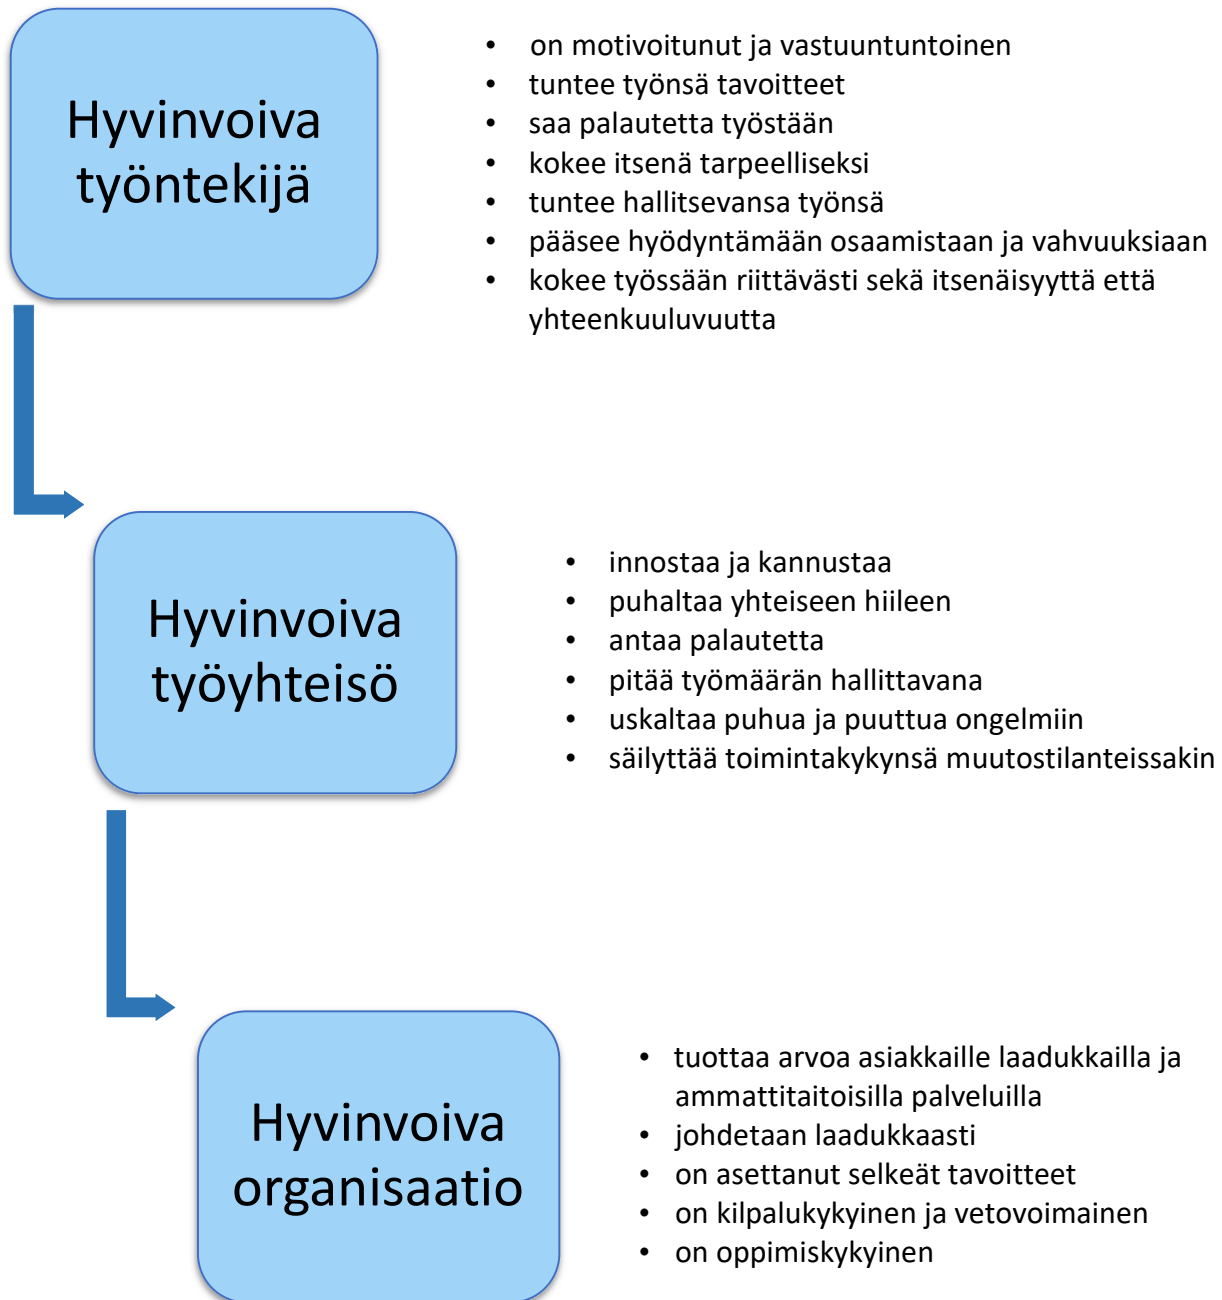 Hyvinvoiva
työntekijä
• on motivoitunut ja vastuuntuntoinen
• tuntee työnsä tavoitteet
• saa palautetta työstään
• kokee itsenä tarpeelliseksi
• tuntee hallitsevansa työnsä
• pääsee hyödyntämään osaamistaan ja vahvuuksiaan
• kokee työssään riittävästi sekä itsenäisyyttä että
yhteenkuuluvuutta
Hyvinvoiva
työyhteisö
• innostaa ja kannustaa
• puhaltaa yhteiseen hiileen
• antaa palautetta
• pitää työmäärän hallittavana
• uskaltaa puhua ja puuttua ongelmiin
• säilyttää toimintakykynsä muutostilanteissakin
Hyvinvoiva
organisaatio
• tuottaa arvoa asiakkaille laadukkailla ja
ammattitaitoisilla palveluilla
• johdetaan laadukkaasti
• on asettanut selkeät tavoitteet
• on kilpalukykyinen ja vetovoimainen
• on oppimiskykyinen